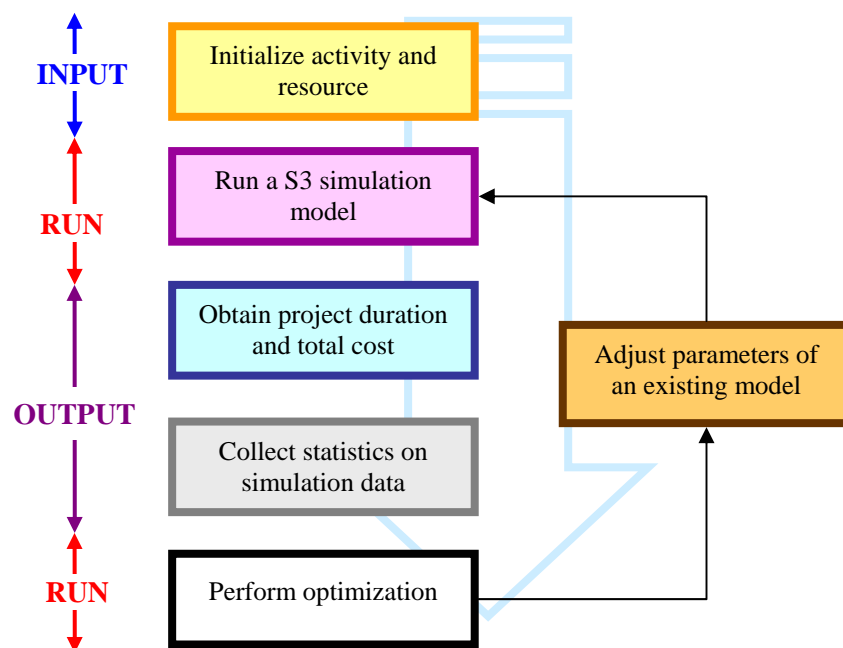 INPUT
Initialize activity and
resource
RUN
Run a S3 simulation
model
OUTPUT
Obtain project duration
and total cost
Adjust parameters of
an existing model
Collect statistics on
simulation data
RUN
Perform optimization